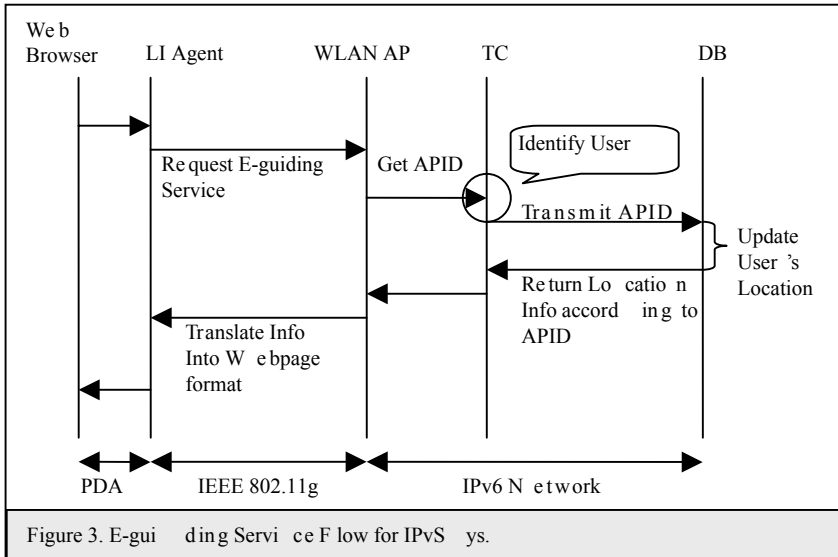 Web
Browser
LI Agent
WLAN AP
TC
DB
Identify User
Request E-guiding
Service
Get APID
Transmit APID
Update
User's
Location
Return Location
Info according to
APID
Translate Info
Into Webpage
format
PDA
IEEE 802.11g
IPv6 Network
Figure 3. E-guiding Service Flow for IPvSys.